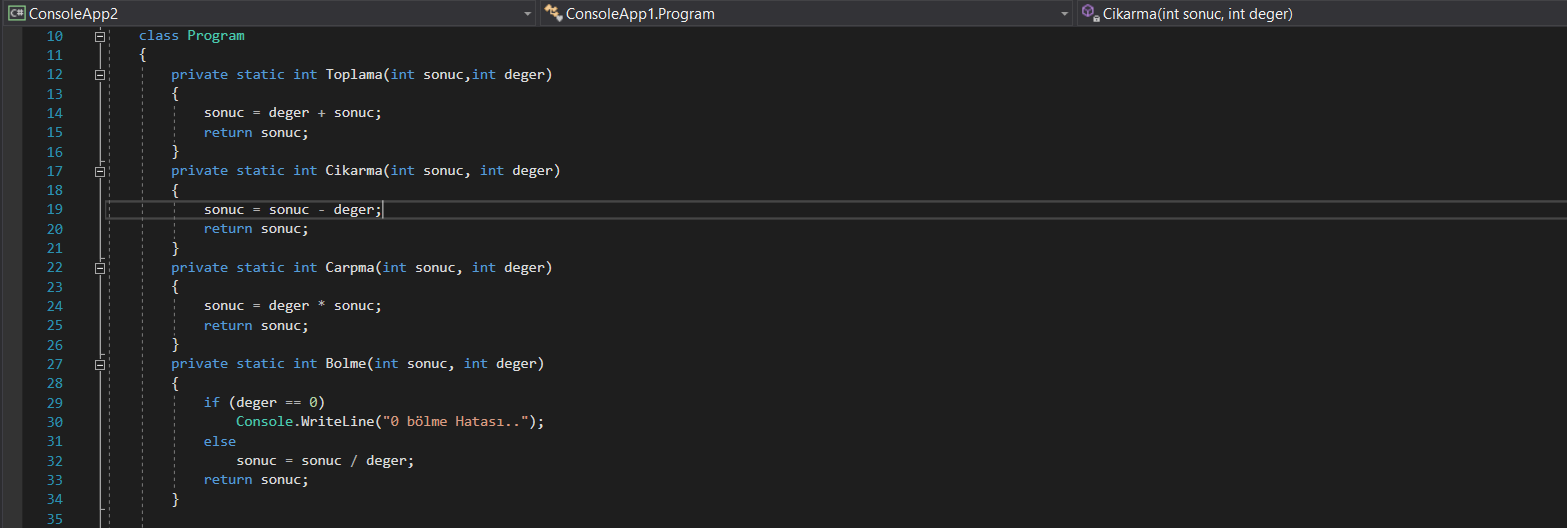 C# ConsoleApp2 ConsoleApp1.Program Cikarma(int sonuc, int deger)
10 class Program
11 {
12 private static int Toplama(int sonuc,int deger)
13 {
14 sonuc = deger + sonuc;
15 return sonuc;
16 }
17 private static int Cikarma(int sonuc, int deger)
18 {
19 sonuc = sonuc - deger;
20 return sonuc;
21 }
22 private static int Carpma(int sonuc, int deger)
23 {
24 sonuc = deger * sonuc;
25 return sonuc;
26 }
27 private static int Bolme(int sonuc, int deger)
28 {
29 if (deger == 0)
30 Console.WriteLine("0 bölme Hatası..");
31 else
32 sonuc = sonuc / deger;
33 return sonuc;
34 }
35